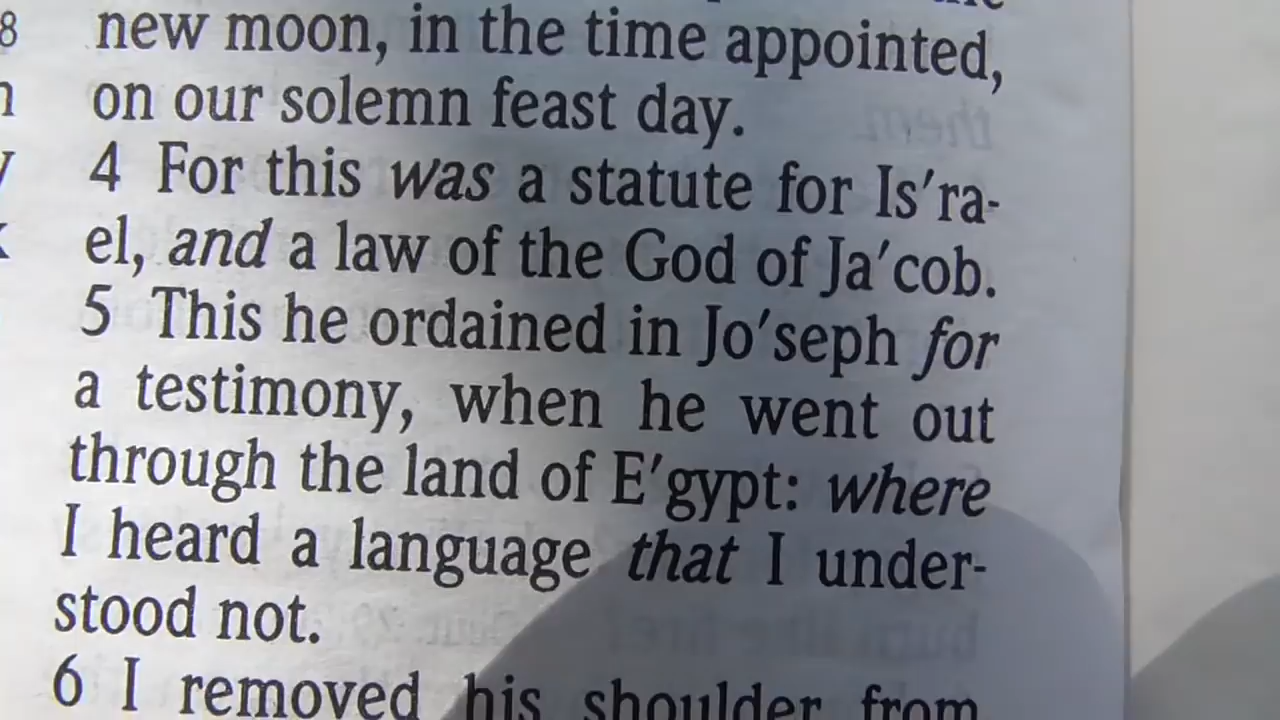 new moon, in the time appointed,
on our solemn feast day.
4 For this was a statute for Is'ra-
el, and a law of the God of Ja'cob.
5 This he ordained in Jo'seph for
a testimony, when he went out
through the land of E'gypt: where
I heard a language that I under-
stood not.
6 I removed his shoulder from